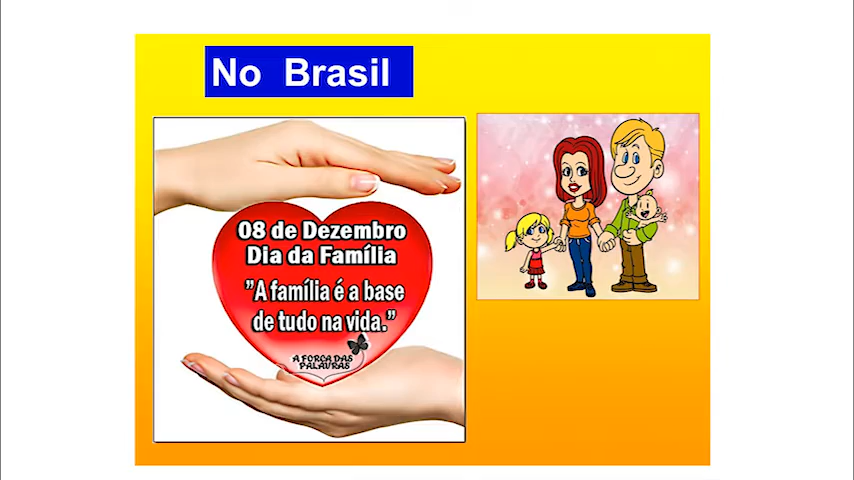 No Brasil
08 de Dezembro
Dia da Família
"A família é a base
de tudo na vida."
A FORÇA DAS
PALAVRAS